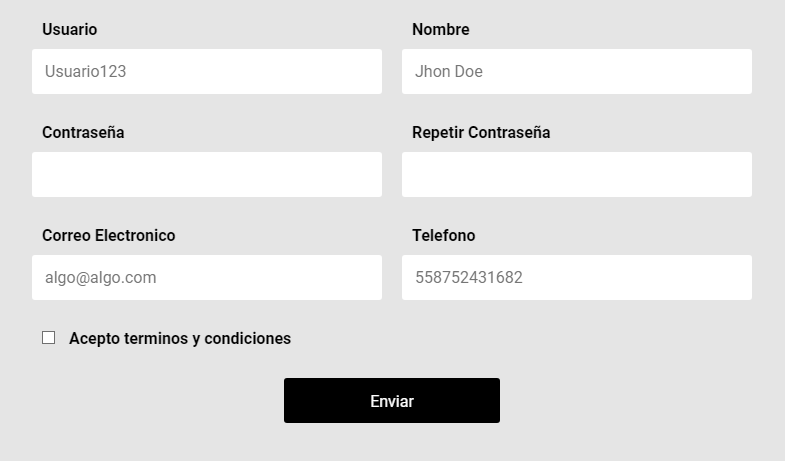 Usuario
Nombre
Usuario123
Jhon Doe
Contraseña
Repetir Contraseña
Correo Electronico
Telefono
algo@algo.com
558752431682
Acepto terminos y condiciones
Enviar